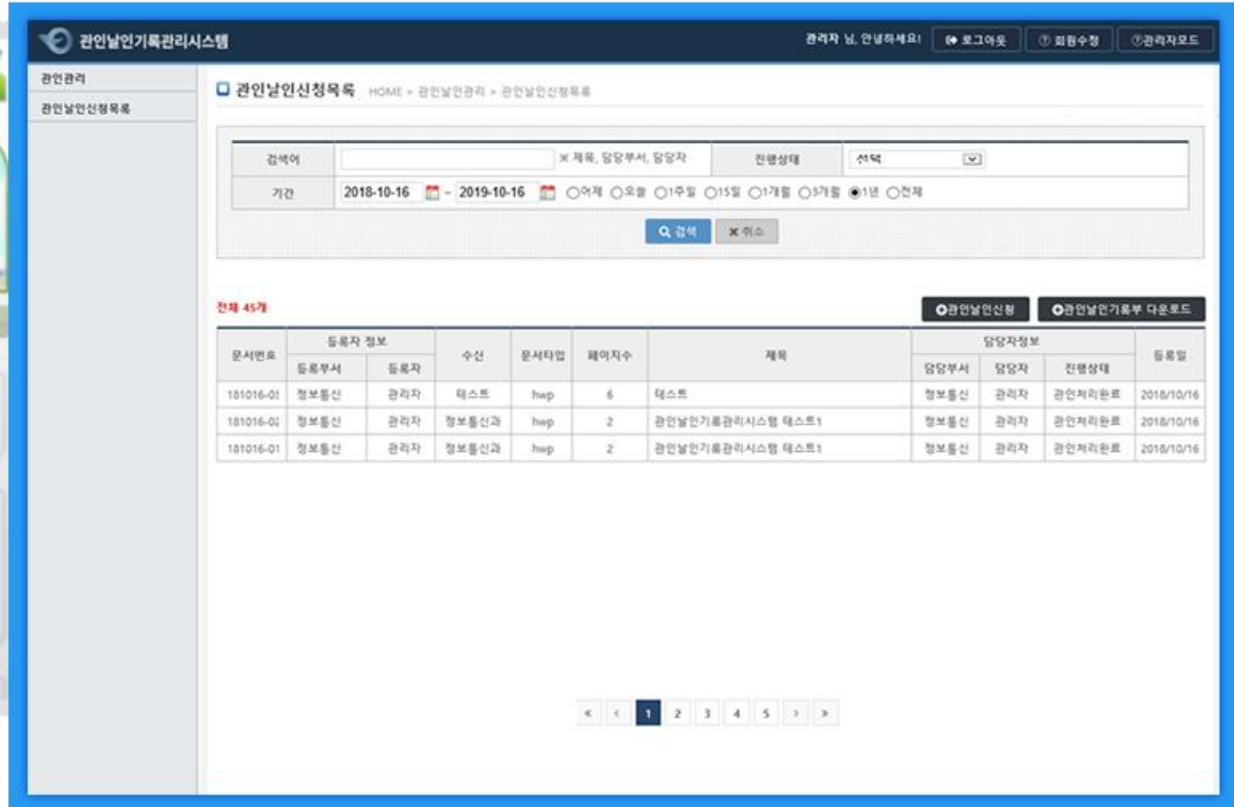 관인날인기록관리시스템 관리자 님, 안녕하세요! 로그아웃 회원수정 관리자모드
관인관리
관인날인신청목록
관인날인신청목록 HOME > 관인날인관리 > 관인날인신청목록
검색어 ※ 제목, 담당부서, 담당자 진행상태 선택
기간 2018-10-16 - 2019-10-16 어제 오늘 1주일 15일 1개월 3개월 1년 전체
검색 취소
전체 45개 관인날인신청 관인날인기록부 다운로드
문서번호 등록자 정보 수신 문서타입 페이지수 제목 담당자정보 등록일
등록부서 등록자 담당부서 담당자 진행상태
181016-0 정보통신 관리자 테스트 hwp 6 테스트 정보통신 관리자 관인처리완료 2018/10/16
181016-02 정보통신 관리자 정보통신과 hwp 2 관인날인기록관리시스템 테스트1 정보통신 관리자 관인처리완료 2018/10/16
181016-01 정보통신 관리자 정보통신과 hwp 2 관인날인기록관리시스템 테스트1 정보통신 관리자 관인처리완료 2018/10/16
« ‹ 1 2 3 4 5 › »